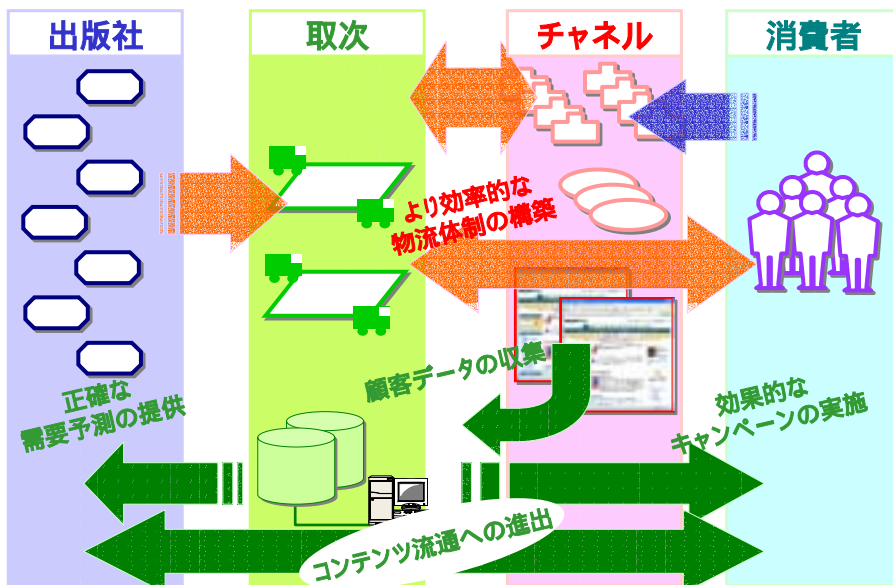 出版社
取次
チャネル
消費者
より効率的な
物流体制の構築
顧客データの収集
正確な
需要予測の提供
効果的な
キャンペーンの実施
コンテンツ流通への進出